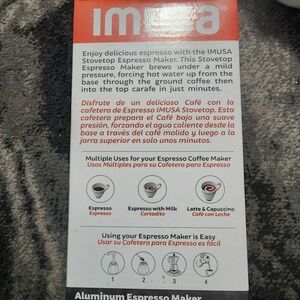 IMUSA
Enjoy delicious espresso with the IMUSA
Stovetop Espresso Maker. This Stovetop
Espresso Maker brews under a mild
pressure, forcing hot water up from the
base through the ground coffee then
into the top carafe in just minutes.
Disfrute de un delicioso Café con la
cafetera de Espresso IMUSA Stovetop. Esta
cafetera prepara el Café bajo una suave
presión, forzando el agua caliente desde la
base a través del café molido y luego a la
jarra superior en solo unos minutos.
Multiple Uses for your Espresso Coffee Maker
Usos Múltiples para su Cafetera para Espresso
Espresso
Espresso
Espresso with Milk
Cortadito
Latte & Capuccino
Café con Leche
Using your Espresso Maker is Easy
Usar su Cafetera para Espresso es fácil
1 2 3 4
Aluminum Espresso Maker